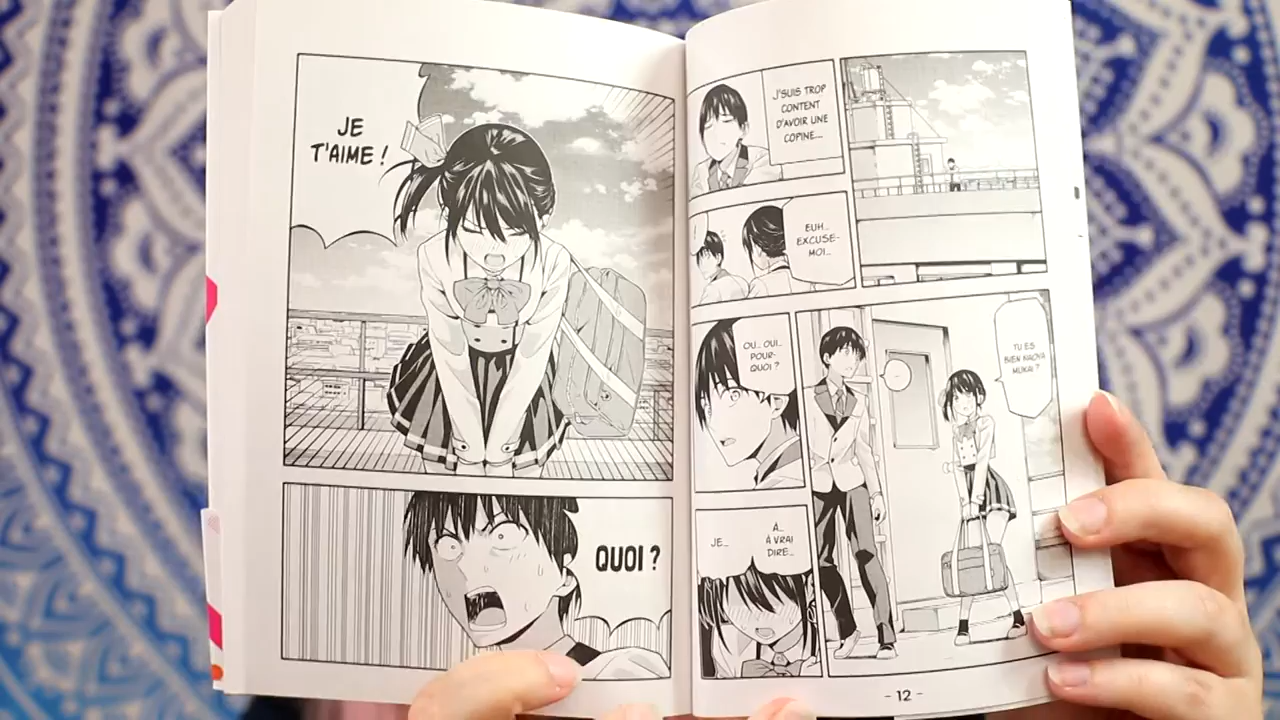 J'SUIS TROP
CONTENT
D'AVOIR UNE
COPINE...
EUH...
EXCUSE-
MOI...
TU ES
BIEN NAOYA
MUKAI ?
OU... OUI...
POUR-
QUOI ?
A...
À VRAI
DIRE...
JE...
- 12 -
JE
T'AIME !
QUOI ?